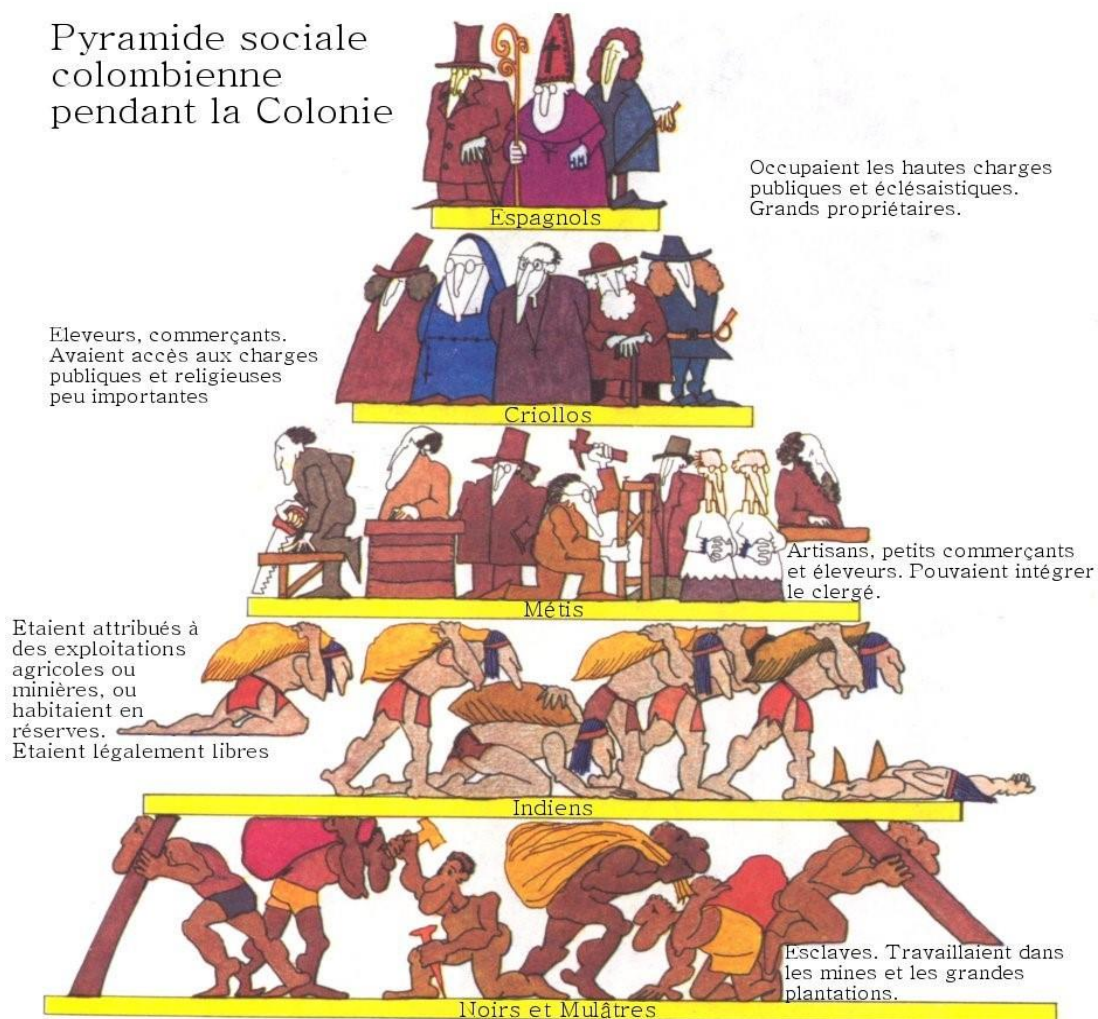 Pyramide sociale
colombienne
pendant la Colonie
Espagnols
Occupaient les hautes charges
publiques et éclésaistiques.
Grands propriétaires.
Eleveurs, commerçants.
Avaient accès aux charges
publiques et religieuses
peu importantes
Criollos
Artisans, petits commerçants
et éleveurs. Pouvaient intégrer
le clergé.
Métis
Etaient attribués à
des exploitations
agricoles ou
minières, ou
habitaient en
réserves.
Etaient légalement libres
Indiens
Esclaves. Travaillaient dans
les mines et les grandes
plantations.
Noirs et Mulâtres